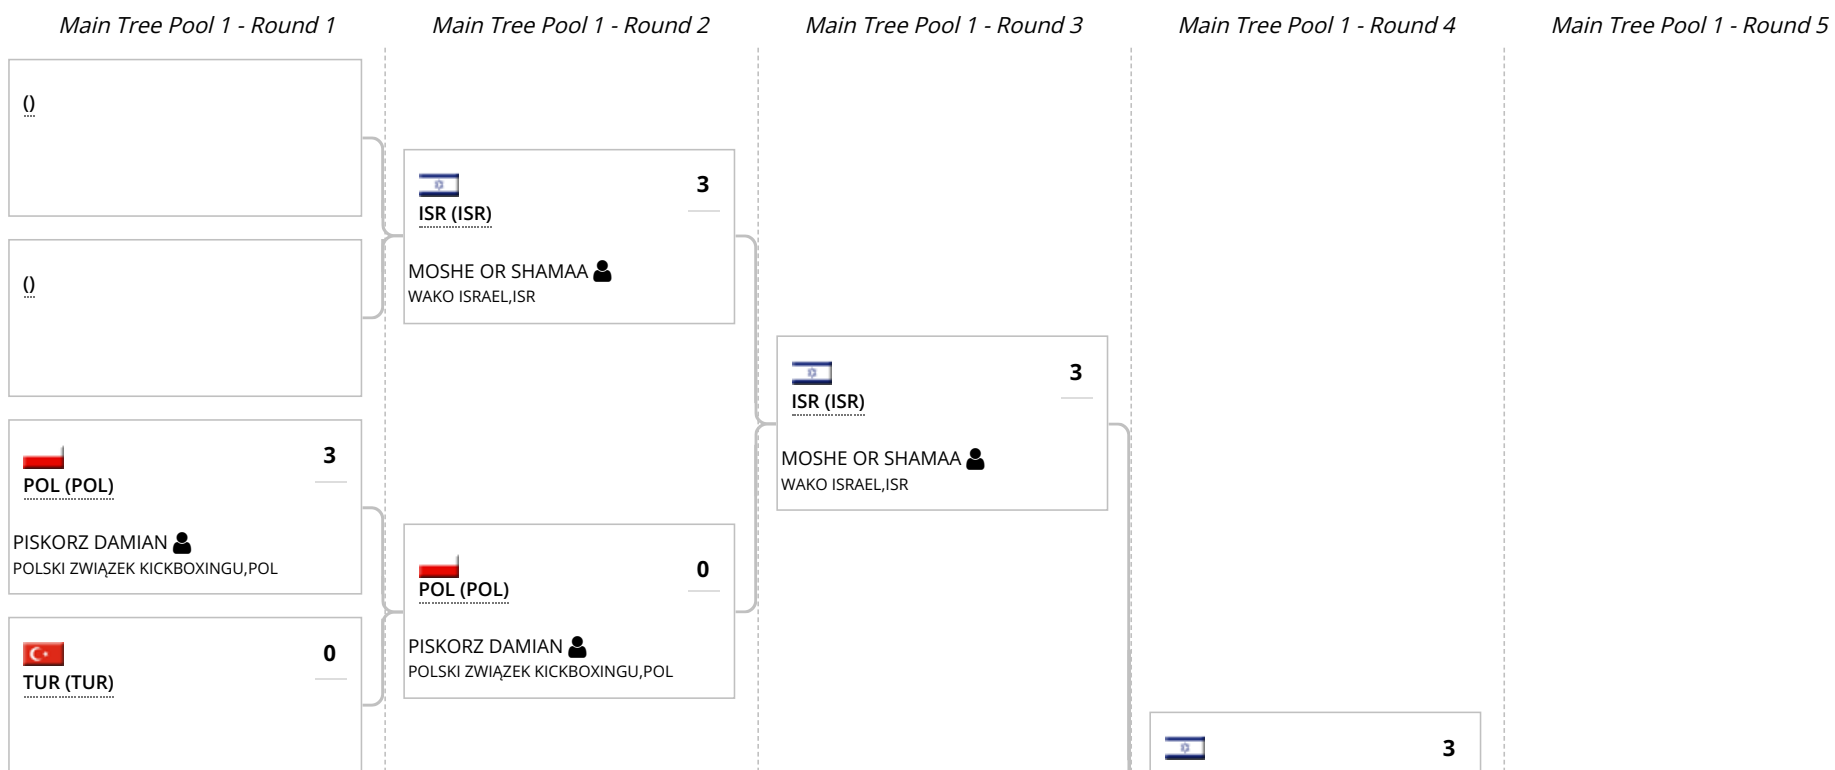 Main Tree Pool 1 - Round 1
Main Tree Pool 1 - Round 2
Main Tree Pool 1 - Round 3
Main Tree Pool 1 - Round 4
Main Tree Pool 1 - Round 5
()
()
POL (POL)
3
PISKORZ DAMIAN
POLSKI ZWIĄZEK KICKBOXINGU,POL
TUR (TUR)
0
3
ISR (ISR)
MOSHE OR SHAMAA
WAKO ISRAEL,ISR
0
POL (POL)
PISKORZ DAMIAN
POLSKI ZWIĄZEK KICKBOXINGU,POL
3
ISR (ISR)
MOSHE OR SHAMAA
WAKO ISRAEL,ISR
3